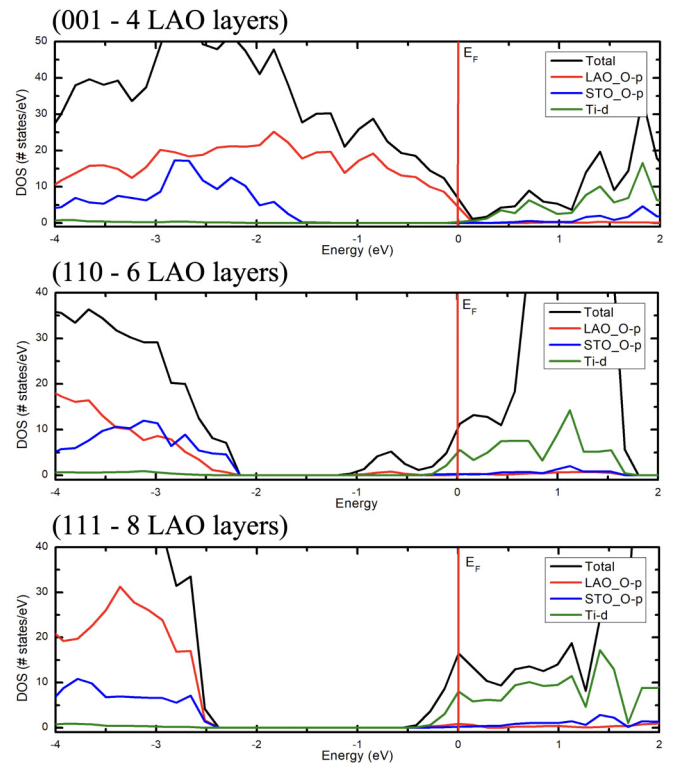 (001 - 4 LAO layers)
50
40
30
20
10
0
DOS (# states/eV)
E_F
Total
LAO_O-p
STO_O-p
Ti-d
-4
-3
-2
-1
0
1
2
Energy (eV)
(110 - 6 LAO layers)
40
30
20
10
0
DOS (# states/eV)
E_F
Total
LAO_O-p
STO_O-p
Ti-d
-4
-3
-2
-1
0
1
2
Energy
(111 - 8 LAO layers)
40
30
20
10
0
DOS (# states/eV)
E_F
Total
LAO_O-p
STO_O-p
Ti-d
-4
-3
-2
-1
0
1
2
Energy (eV)